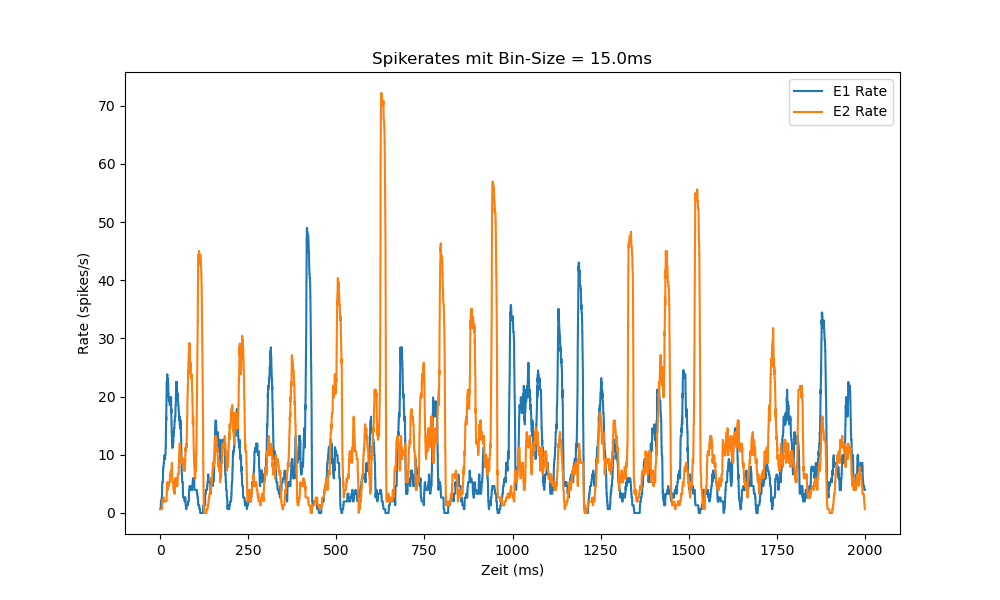 Spikerates mit Bin-Size = 15.0ms
E1 Rate
E2 Rate
70
60
50
40
30
20
10
0
Rate (spikes/s)
0 250 500 750 1000 1250 1500 1750 2000
Zeit (ms)